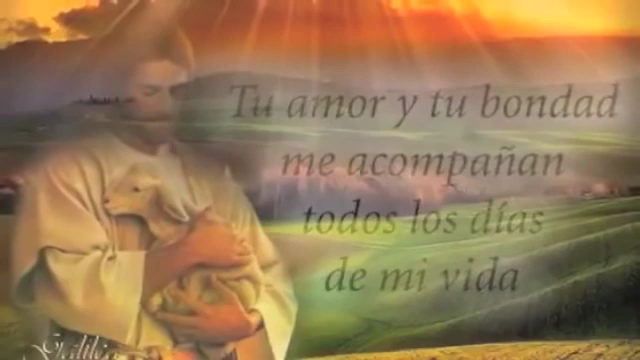 Tu amor y tu bondad
me acompañan
todos los días
de mi vida